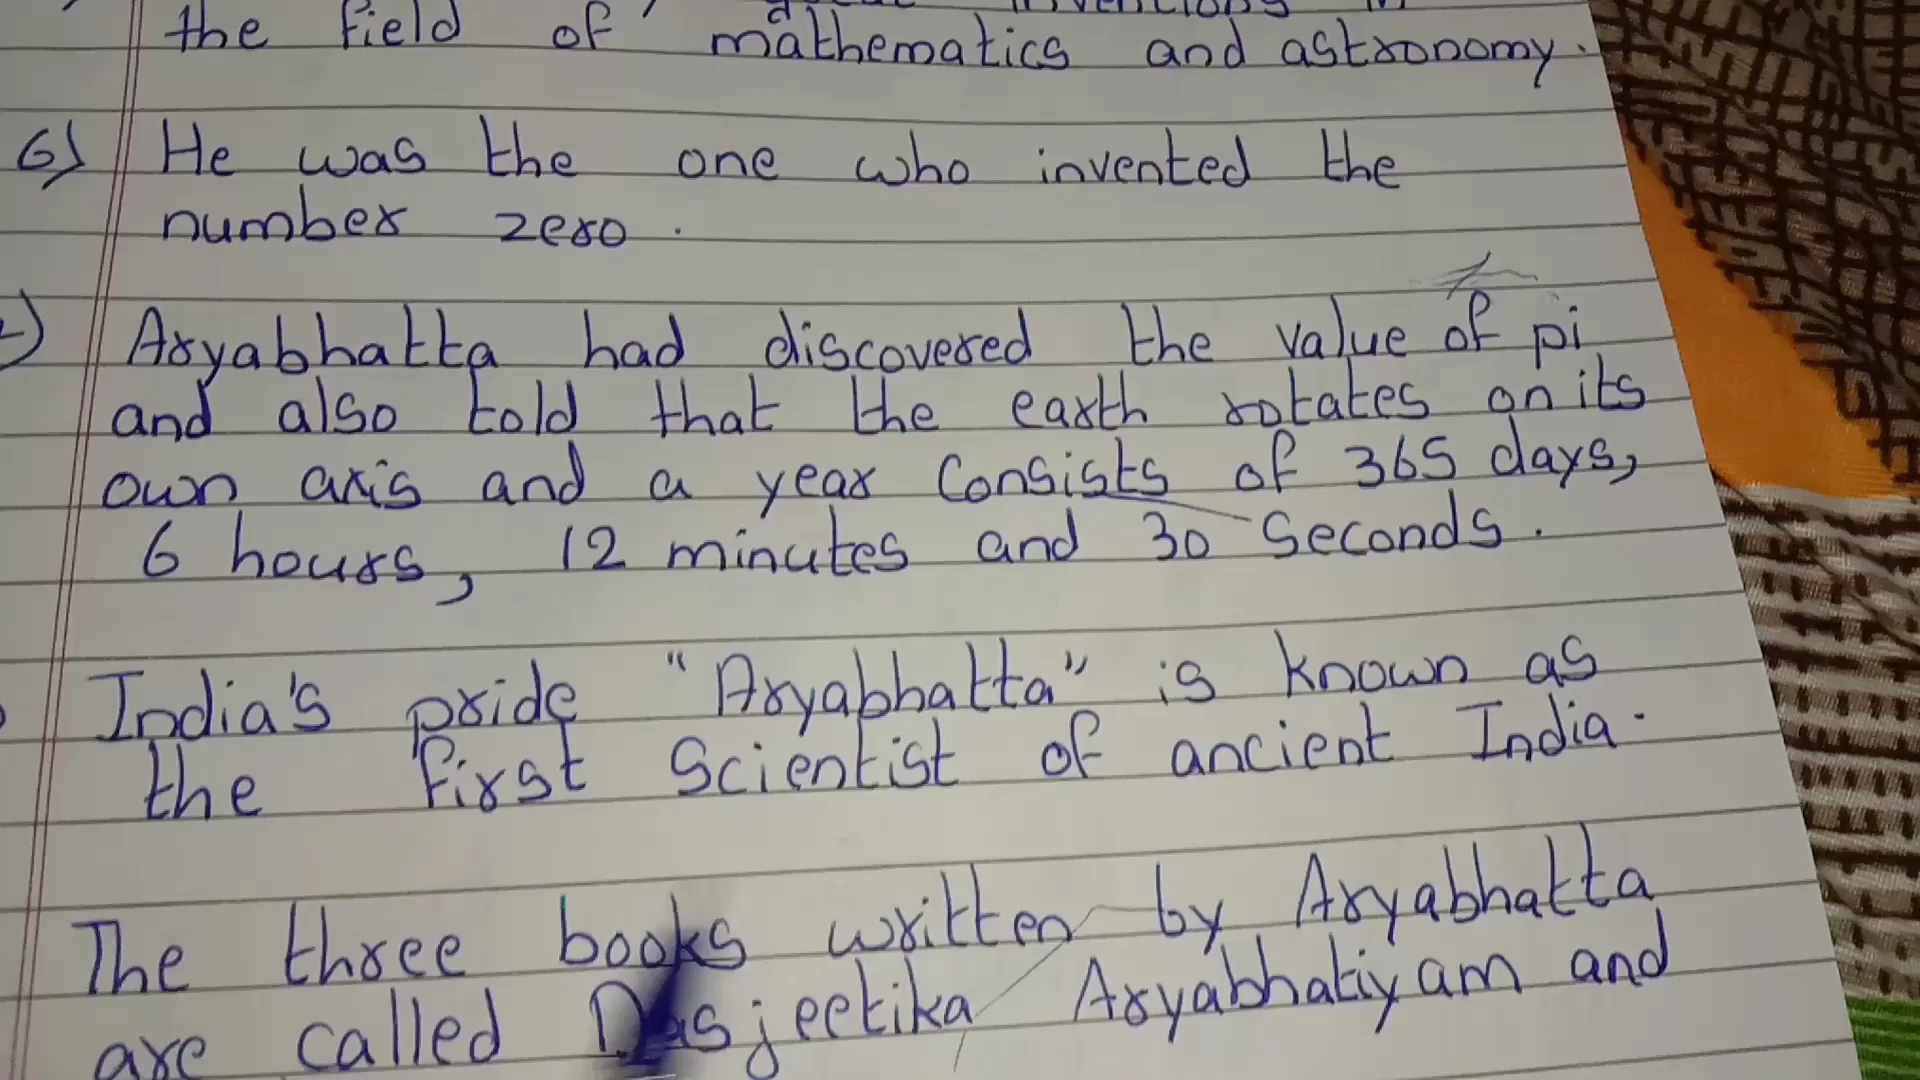 inventions in
the field of mathematics and astronomy.
6) He was the one who invented the
number zero.
Aryabhatta had discovered the value of pi
and also told that the earth rotates on its
own axis and a year consists of 365 days,
6 hours, 12 minutes and 30 seconds.
India's pride "Aryabhatta" is known as
the first scientist of ancient India.
The three books written by Aryabhatta
are called Dasjeetika Aryabhatiyam and